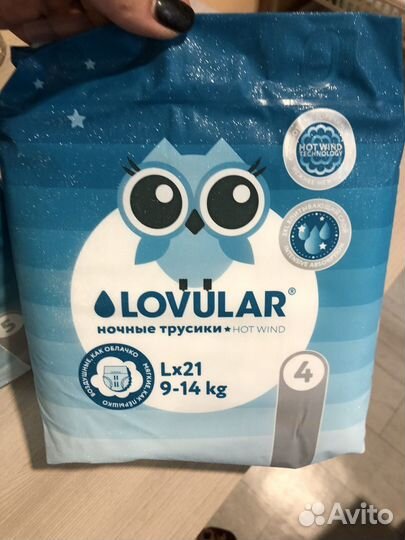 HOT WIND
TECHNOLOGY
LOVULAR®
ночные трусики★HOT WIND
ВОЗДУШНЫЕ, КАК ОБЛАЧКО
МЯГКИЕ, КАК ПЁРЫШКО
Lx21
9-14 kg
4
S
Avito